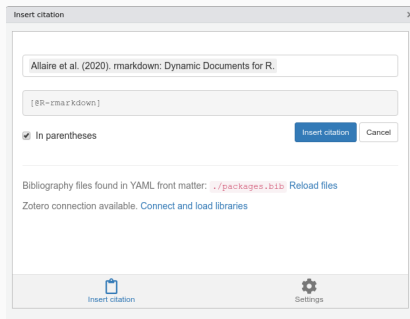 Insert citation
Allaire et al. (2020). rmarkdown: Dynamic Documents for R.
[@R-rmarkdown]
In parentheses
Insert citation Cancel
Bibliography files found in YAML front matter: ./packages.bib Reload files
Zotero connection available. Connect and load libraries
Insert citation Settings